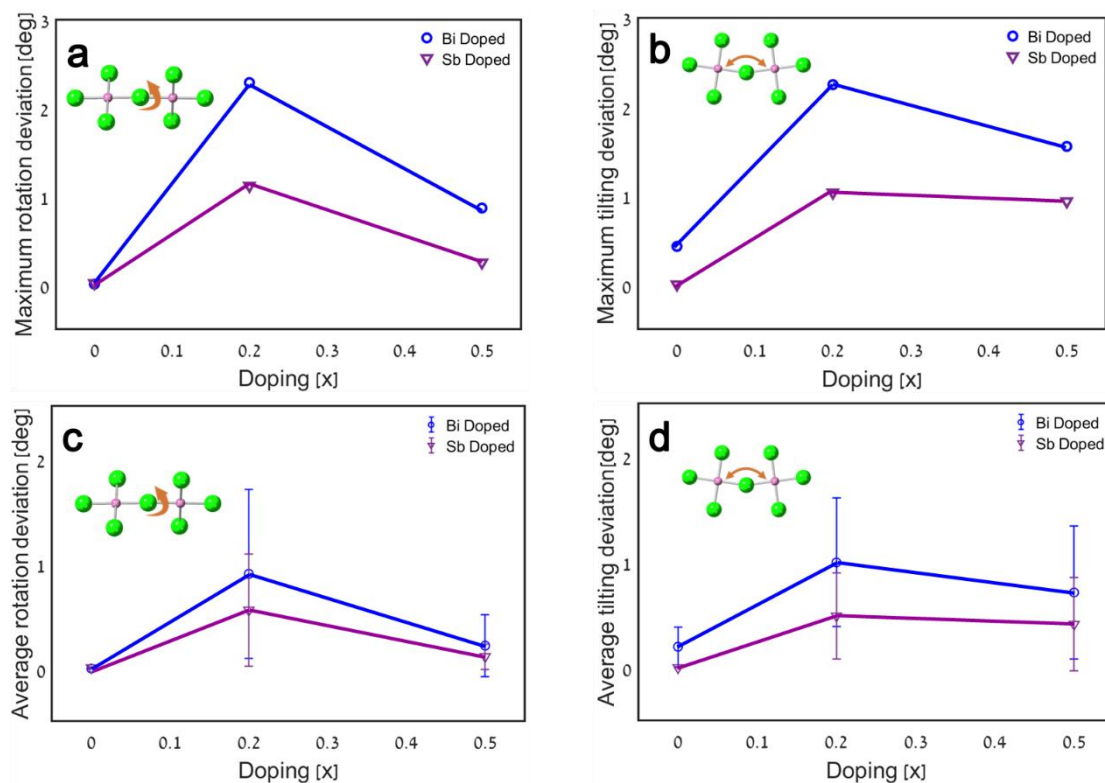 a
Bi Doped
Sb Doped
Maximum rotation deviation [deg]
3
2
1
0
0 0.1 0.2 0.3 0.4 0.5
Doping [x]
b
Bi Doped
Sb Doped
Maximum tilting deviation [deg]
3
2
1
0
0 0.1 0.2 0.3 0.4 0.5
Doping [x]
c
Bi Doped
Sb Doped
Average rotation deviation [deg]
2
1
0
0 0.1 0.2 0.3 0.4 0.5
Doping [x]
d
Bi Doped
Sb Doped
Average tilting deviation[deg]
2
1
0
0 0.1 0.2 0.3 0.4 0.5
Doping [x]